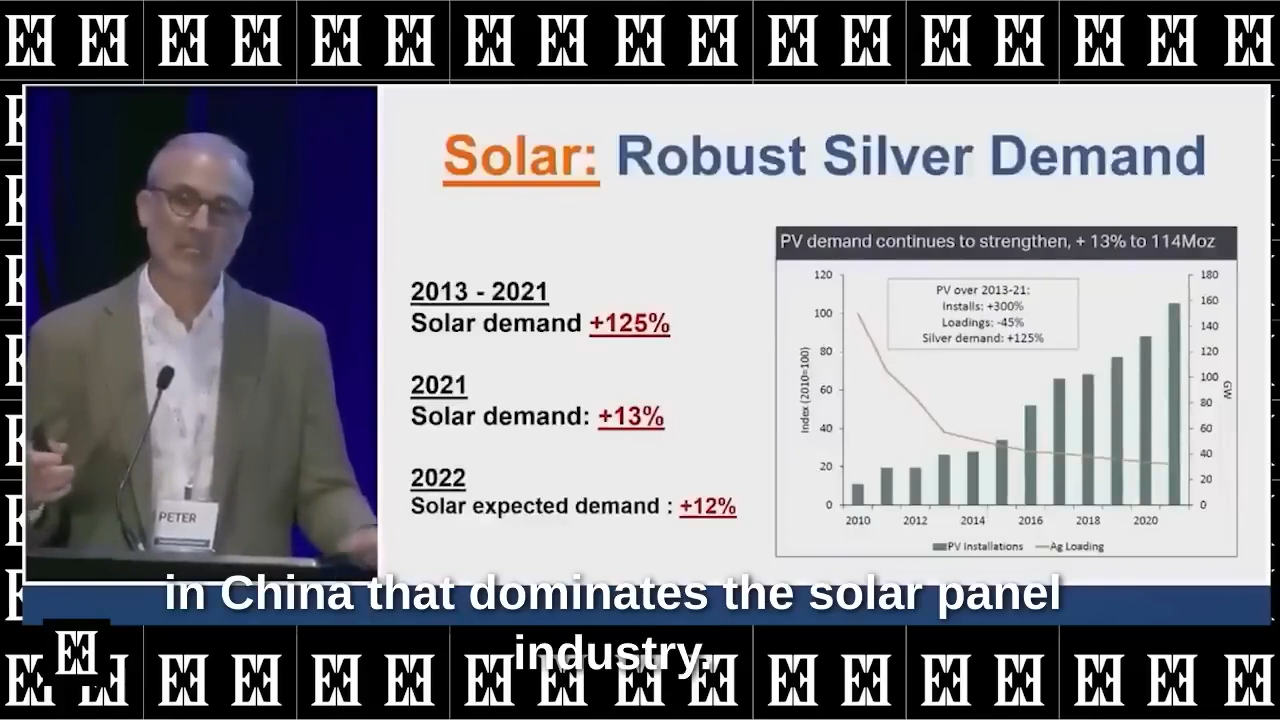 Solar: Robust Silver Demand
PV demand continues to strengthen, + 13% to 114Moz
2013 - 2021
Solar demand +125%
2021
Solar demand: +13%
2022
Solar expected demand : +12%
PV over 2013-21:
Installs: +300%
Loadings: -45%
Silver demand: +125%
120
100
80
60
40
20
0
Index (2010=100)
180
160
140
120
100
80
60
40
20
0
GW
2010 2012 2014 2016 2018 2020
PV Installations Ag Loading
PETER
in China that dominates the solar panel
industry.